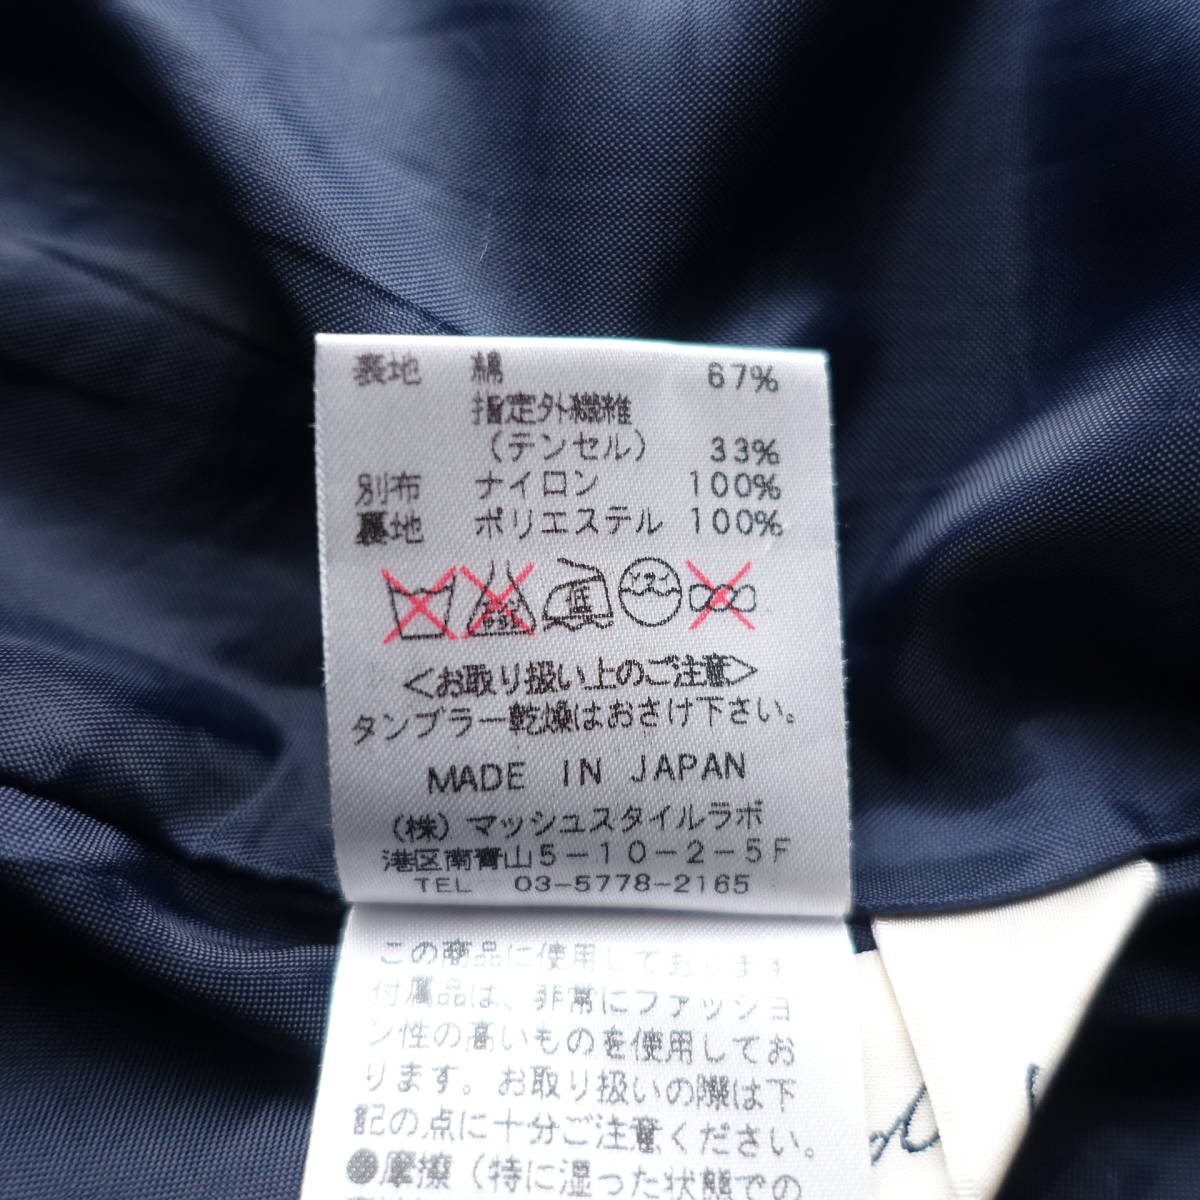 表地 綿 67%
指定外繊維
(テンセル) 33%
別布 ナイロン 100%
裏地 ポリエステル 100%
低
<お取り扱い上のご注意>
タンブラー乾燥はおさけ下さい。
MADE IN JAPAN
(株)マッシュスタイルラボ
港区南青山5-10-2-5F
TEL 03-5778-2165
この商品に使用しております
付属品は、非常にファッショ
ン性の高いものを使用してお
ります。お取り扱いの際は下
記の点に十分ご注意ください。
●摩擦(特に湿った状態での